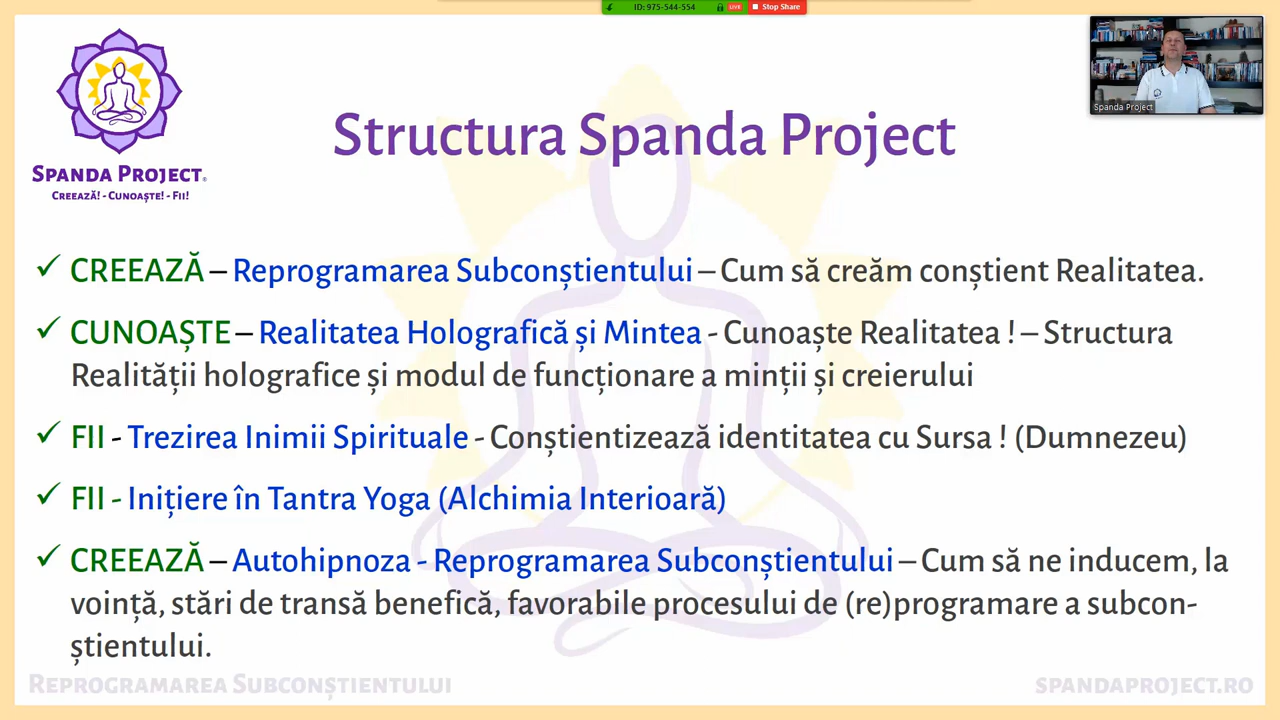 ID: 975-544-554 LIVE Stop Share
Spanda Project
SPANDA PROJECT®
CREEAZĂ! - CUNOAȘTE! - FII!
Structura Spanda Project
✓ CREEAZĂ – Reprogramarea Subconștientului – Cum să creăm conștient Realitatea.
✓ CUNOAȘTE – Realitatea Holografică și Mintea - Cunoaște Realitatea ! – Structura
Realității holografice și modul de funcționare a minții și creierului
✓ FII - Trezirea Inimii Spirituale - Conștientizează identitatea cu Sursa ! (Dumnezeu)
✓ FII - Inițiere în Tantra Yoga (Alchimia Interioară)
✓ CREEAZĂ – Autohipnoza - Reprogramarea Subconștientului – Cum să ne inducem, la
voință, stări de transă benefică, favorabile procesului de (re)programare a subcon-
știentului.
REPROGRAMAREA SUBCONȘTIENTULUI
SPANDAPROJECT.RO